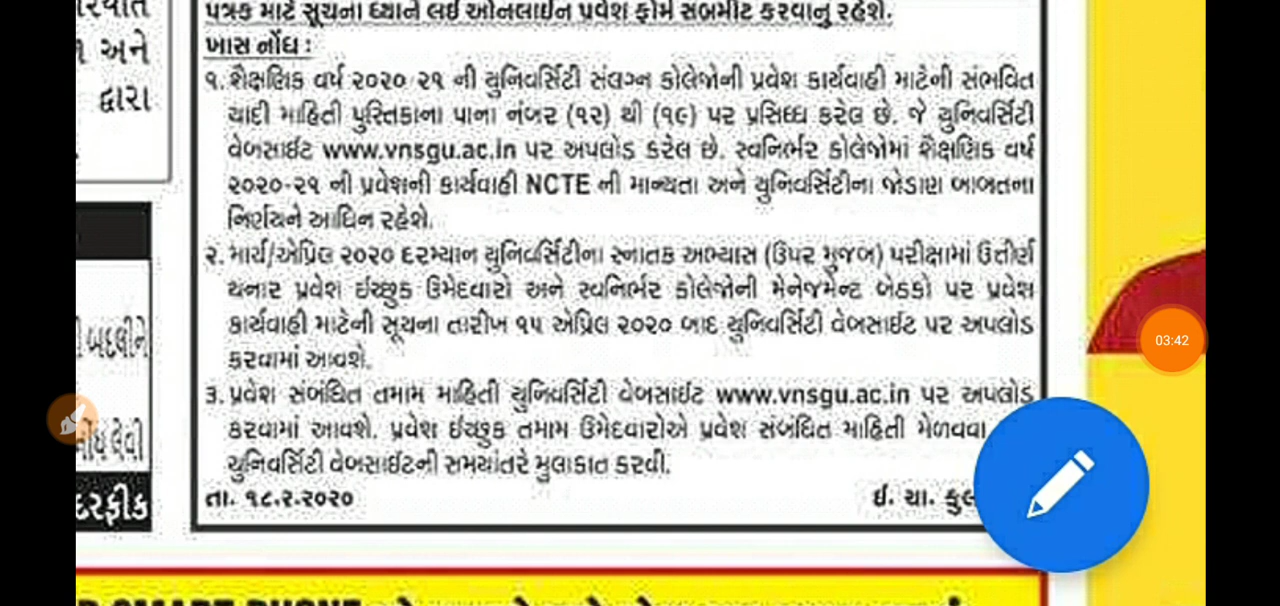 પત્રક માટે સૂચના ધ્યાને લઈ ઓનલાઈન પ્રવેશ ફોર્મ સબમીટ કરવાનું રહેશે.
ખાસ નોંધ :
૧. શૈક્ષણિક વર્ષ ૨૦૨૦ ૨૧ ની યુનિવર્સિટી સંલગ્ન કોલેજોની પ્રવેશ કાર્યવાહી માટેની સંભવિત
યાદી માહિતી પુસ્તિકાના પાના નંબર (૧૨) થી (૧૯) પર પ્રસિધ્ધ કરેલ છે. જે યુનિવર્સિટી
વેબસાઈટ www.vnsgu.ac.in પર અપલોડ કરેલ છે. સ્વનિર્ભર કોલેજોમાં શૈક્ષણિક વર્ષ
૨૦૨૦-૨૧ ની પ્રવેશની કાર્યવાહી NCTE ની માન્યતા અને યુનિવર્સિટીના જોડાણ બાબતના
નિર્ણયને આધિન રહેશે.
૨. માર્ચ/એપ્રિલ ૨૦૨૦ દરમ્યાન યુનિવર્સિટીના સ્નાતક અભ્યાસ (ઉપર મુજબ) પરીક્ષામાં ઉત્તીર્ણ
થનાર પ્રવેશ ઈચ્છુક ઉમેદવારો અને સ્વનિર્ભર કોલેજોની મેનેજમેન્ટ બેઠકો પર પ્રવેશ
કાર્યવાહી માટેની સૂચના તારીખ ૧૫ એપ્રિલ ૨૦૨૦ બાદ યુનિવર્સિટી વેબસાઈટ પર અપલોડ
કરવામાં આવશે.
૩. પ્રવેશ સંબંધિત તમામ માહિતી યુનિવર્સિટી વેબસાઈટ www.vnsgu.ac.in પર અપલોડ
કરવામાં આવશે. પ્રવેશ ઈચ્છુક તમામ ઉમેદવારોએ પ્રવેશ સંબંધિત માહિતી મેળવવા
યુનિવર્સિટી વેબસાઈટની સમયાંતરે મુલાકાત કરવી.
તા. ૧૮.૨.૨૦૨૦ ઈ. ચા. કુલ
અને
દ્વારા
બદલીને
લેવી
03:42
SMART PHONE